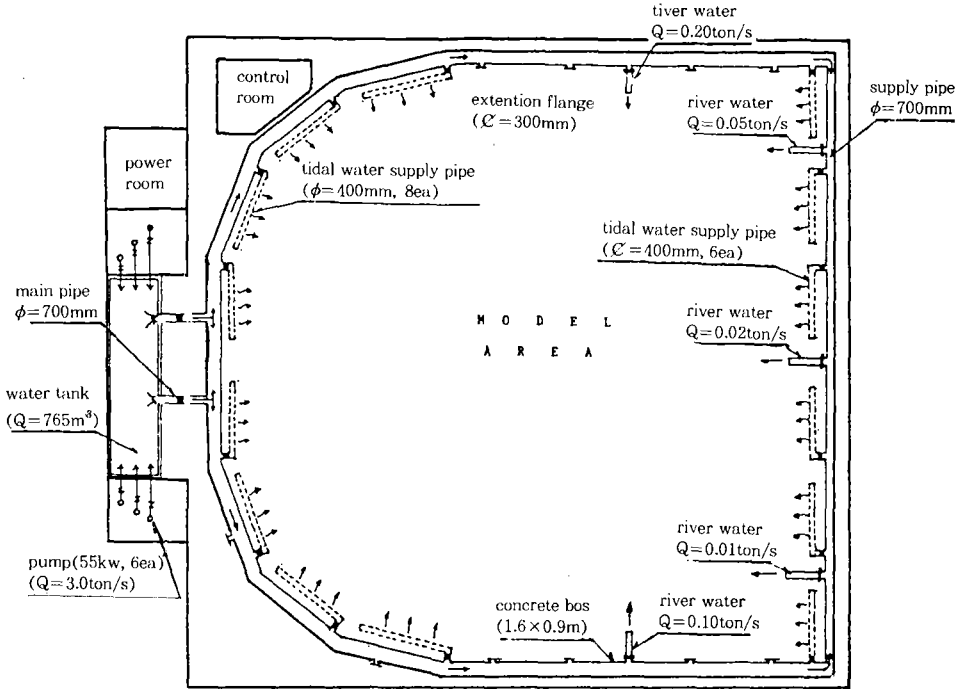 tiver water
Q=0.20ton/s
control
room
extention flange
(ȼ=300mm)
supply pipe
ϕ=700mm
river water
Q=0.05ton/s
power
room
tidal water supply pipe
(ϕ=400mm, 8ea)
tidal water supply pipe
(ȼ=400mm, 6ea)
main pipe
ϕ=700mm
MODEL
AREA
river water
Q=0.02ton/s
water tank
(Q=765m³)
river water
Q=0.01ton/s
pump(55kw, 6ea)
(Q=3.0ton/s)
concrete bos
(1.6×0.9m)
river water
Q=0.10ton/s